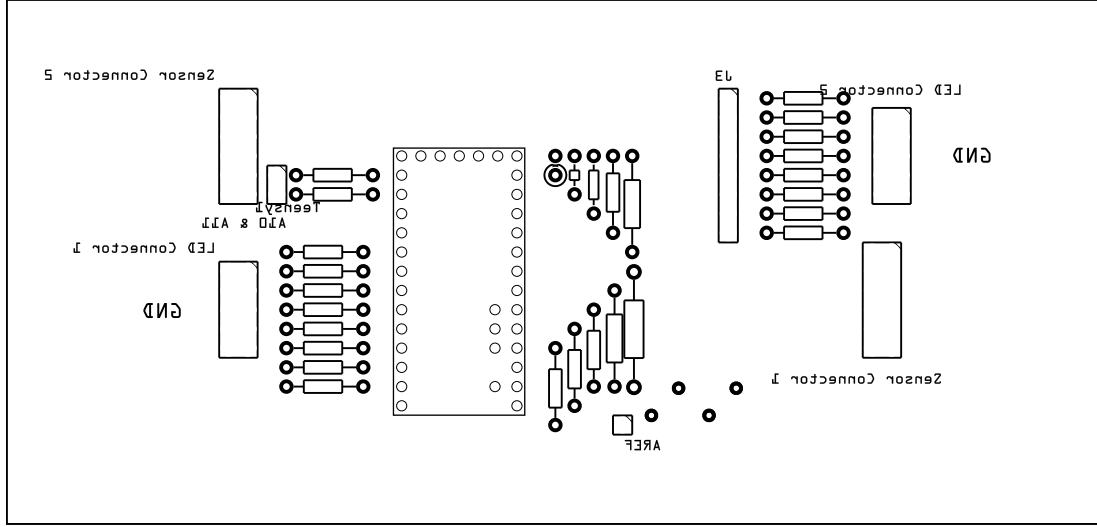 Sensor Connector 2
J3
LED Connector 2
GND
Teensy1
A10 & A11
LED Connector 1
GND
Sensor Connector 1
AREF